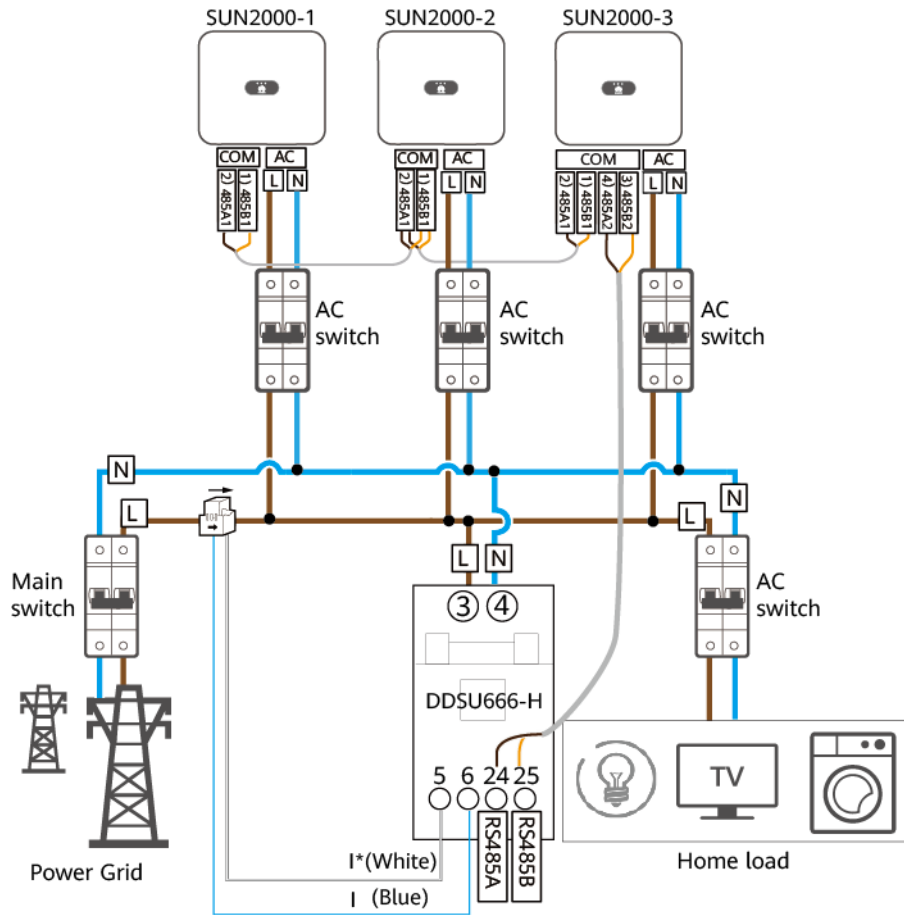 SUN2000-1
SUN2000-2
SUN2000-3
COM
AC
COM
AC
COM
AC
2) 485A1
1) 485B1
L
N
2) 485A1
1) 485B1
L
N
2) 485A1
1) 485B1
4) 485A2
3) 485B2
L
N
AC
switch
AC
switch
AC
switch
N
N
L
L
L
N
Main
switch
AC
switch
3
4
DDSU666-H
5
6
24
25
RS485A
RS485B
TV
I*(White)
I (Blue)
Power Grid
Home load